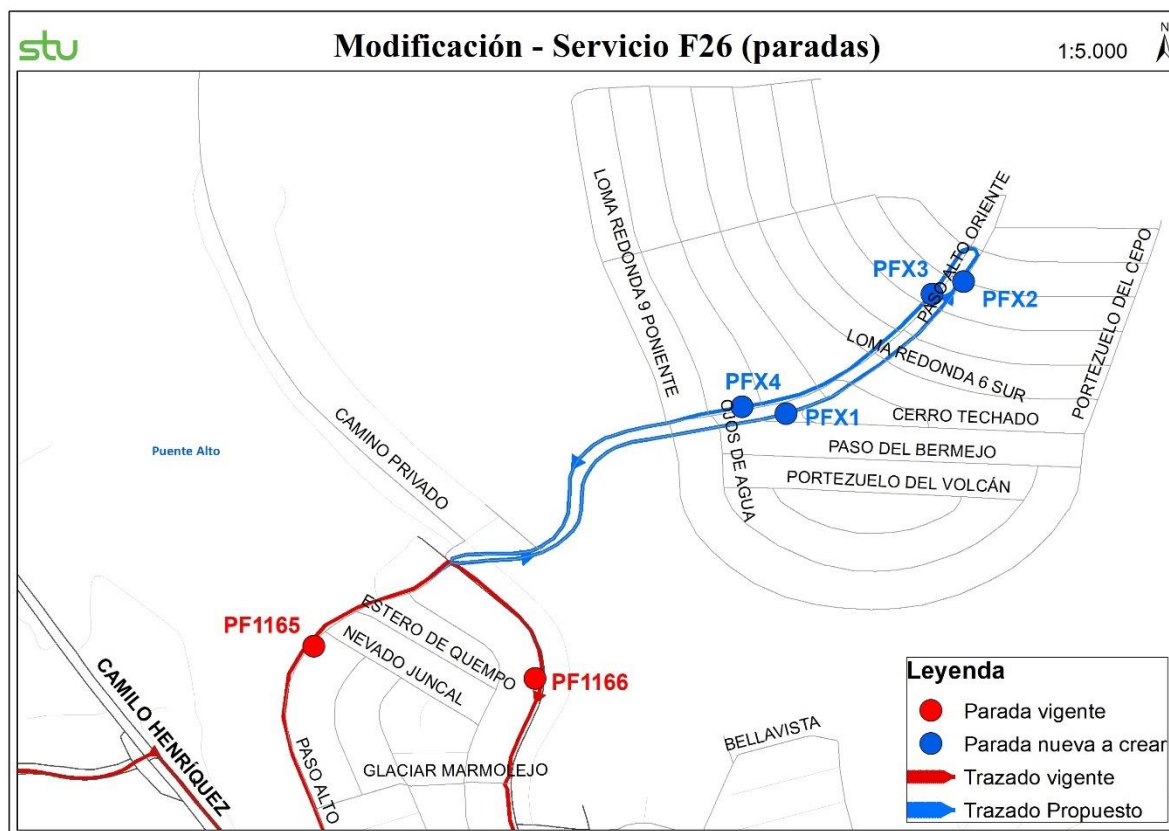 stu
Modificación - Servicio F26 (paradas)
1:5.000
N
LOMA REDONDA 9 PONIENTE
PASO ALTO ORIENTE
PORTEZUELO DEL CEPO
PFX3
PFX2
LOMA REDONDA 6 SUR
PFX4
PFX1
OJOS DE AGUA
CERRO TECHADO
PASO DEL BERMEJO
PORTEZUELO DEL VOLCÁN
CAMINO PRIVADO
Puente Alto
ESTERO DE QUEMPO
PF1165
NEVADO JUNCAL
PF1166
CAMILO HENRÍQUEZ
PASO ALTO
GLACIAR MARMOLEJO
BELLAVISTA
Leyenda
Parada vigente
Parada nueva a crear
Trazado vigente
Trazado Propuesto